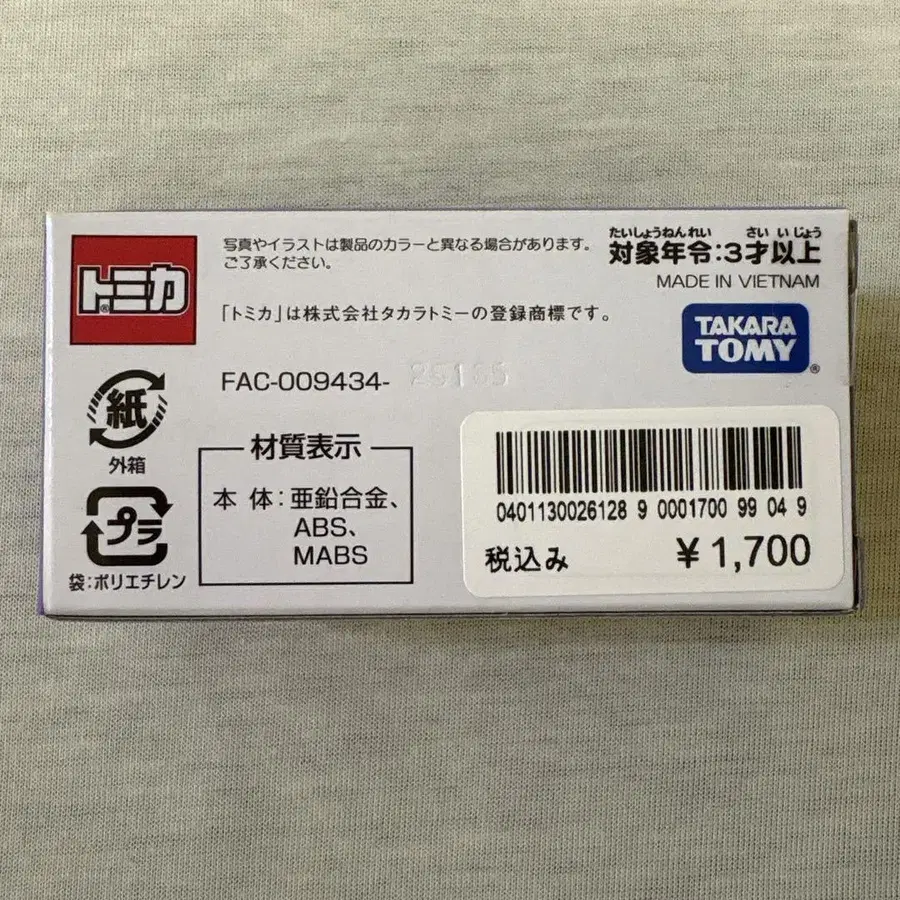 トミカ®
写真やイラストは製品のカラーと異なる場合があります。
ご了承ください。
「トミカ」は株式会社タカラトミーの登録商標です。
たいしょうねんれい さい いじょう
対象年令:3才以上
MADE IN VIETNAM
TAKARA
TOMY®
FAC-009434- 25165
紙
外箱
プラ
袋:ポリエチレン
材質表示
本 体:亜鉛合金、
ABS、
MABS
0401130026128 9 0001700 99 04 9
税込み ¥1,700